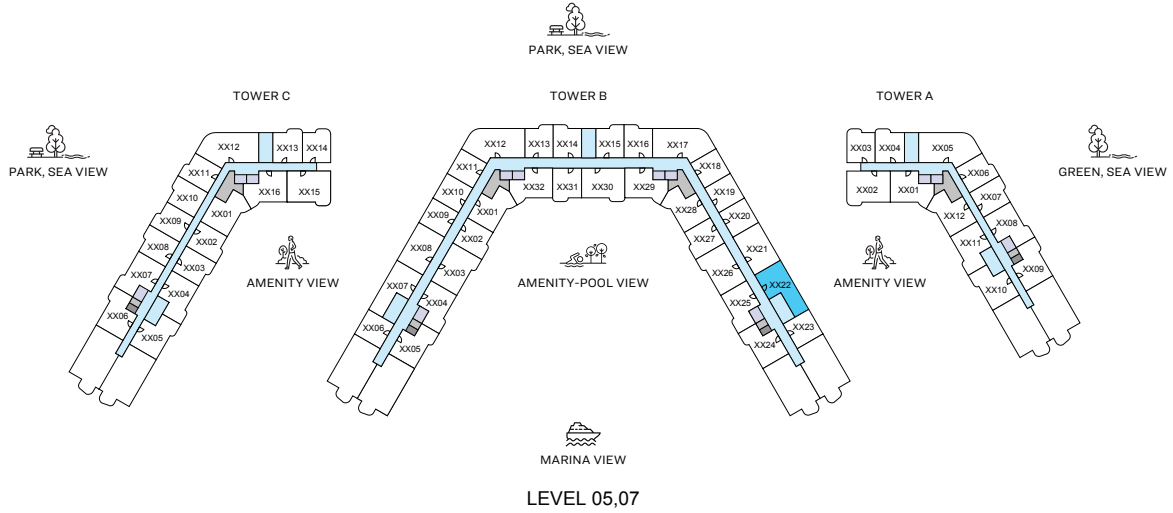 PARK, SEA VIEW
TOWER C
TOWER B
TOWER A
PARK, SEA VIEW
GREEN, SEA VIEW
XX12
XX13
XX14
XX11
XX10
XX09
XX08
XX07
XX06
XX05
XX04
XX03
XX02
XX01
XX16
XX15
AMENITY VIEW
XX12
XX13
XX14
XX15
XX16
XX17
XX11
XX10
XX09
XX08
XX07
XX06
XX05
XX04
XX03
XX02
XX01
XX32
XX31
XX30
XX29
XX28
XX27
XX26
XX25
XX24
XX18
XX19
XX20
XX21
XX22
XX23
AMENITY-POOL VIEW
AMENITY VIEW
XX03
XX04
XX05
XX02
XX01
XX06
XX07
XX08
XX09
XX12
XX11
XX10
MARINA VIEW
LEVEL 05,07